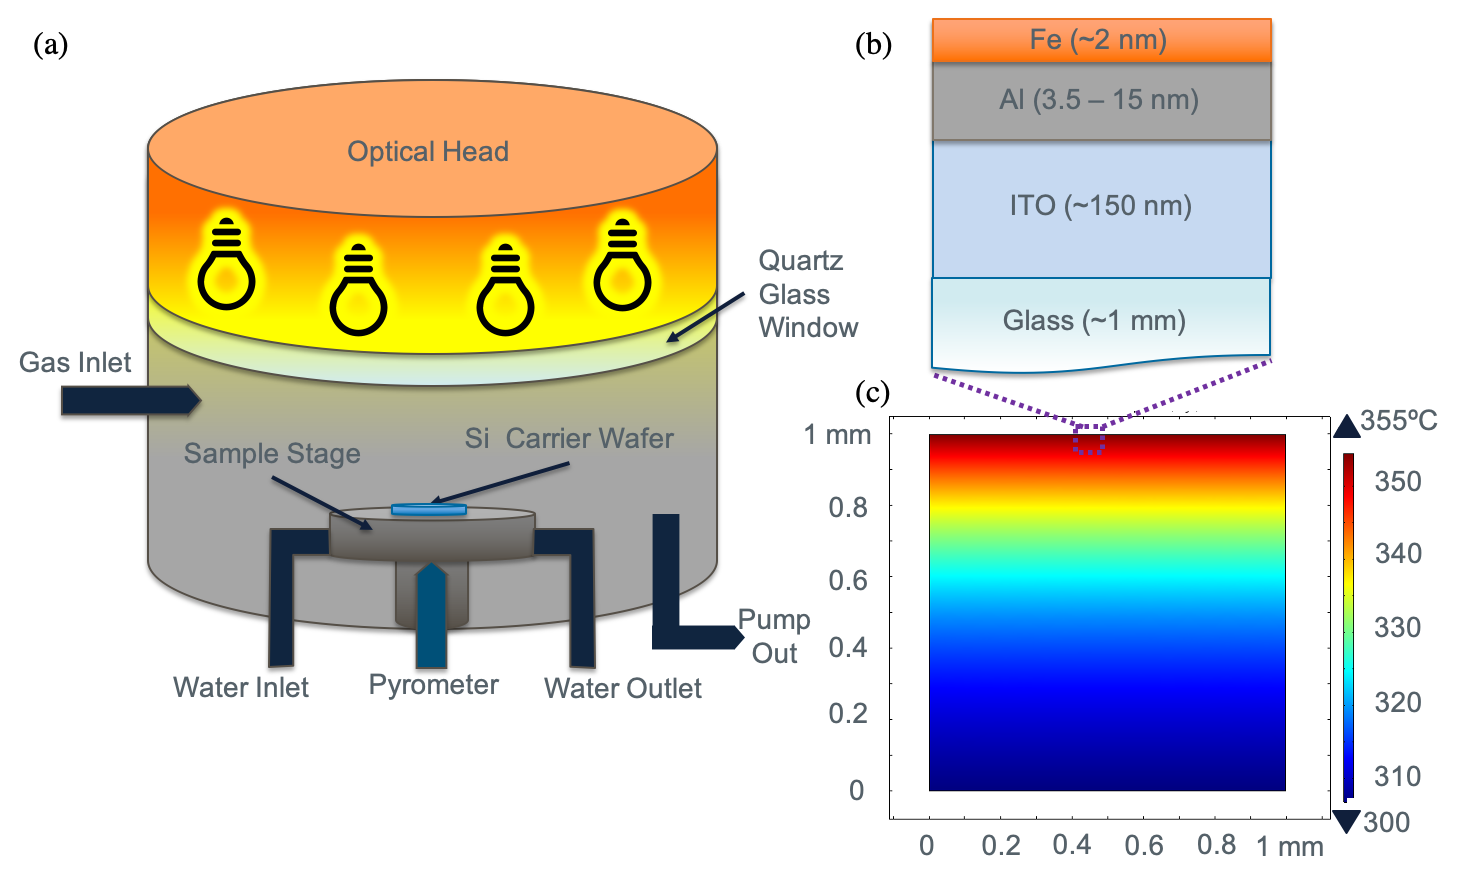 (a)
Optical Head
Quartz
Glass
Window
Gas Inlet
Si Carrier Wafer
Sample Stage
Pump
Out
Water Inlet
Pyrometer
Water Outlet
(b)
Fe (~2 nm)
Al (3.5 – 15 nm)
ITO (~150 nm)
Glass (~1 mm)
(c)
1 mm
0.8
0.6
0.4
0.2
0
0
0.2
0.4
0.6
0.8
1 mm
355ºC
350
340
330
320
310
300